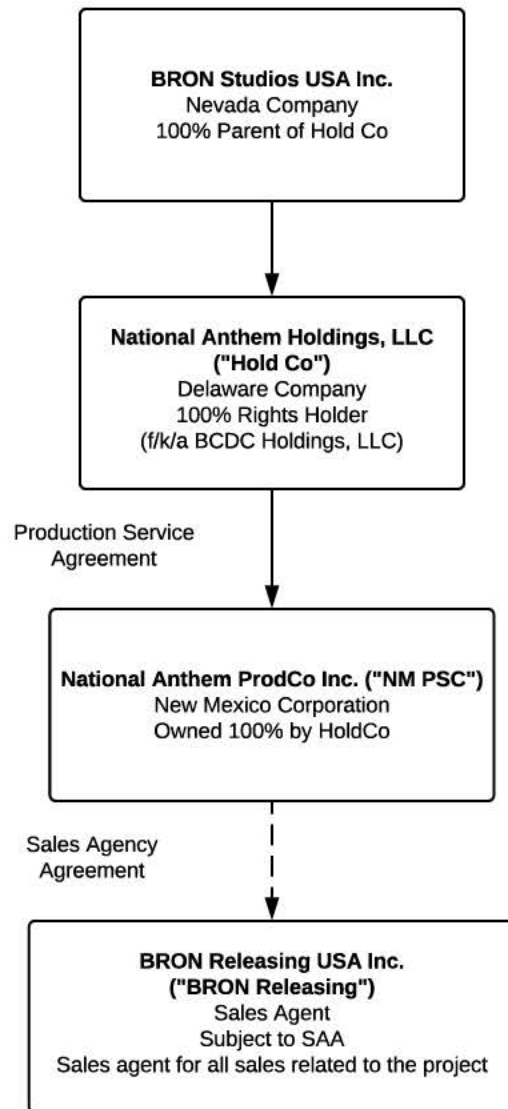 BRON Studios USA Inc.
Nevada Company
100% Parent of Hold Co
National Anthem Holdings, LLC
("Hold Co")
Delaware Company
100% Rights Holder
(f/k/a BCDC Holdings, LLC)
Production Service
Agreement
National Anthem ProdCo Inc. ("NM PSC")
New Mexico Corporation
Owned 100% by HoldCo
Sales Agency
Agreement
BRON Releasing USA Inc.
("BRON Releasing")
Sales Agent
Subject to SAA
Sales agent for all sales related to the project